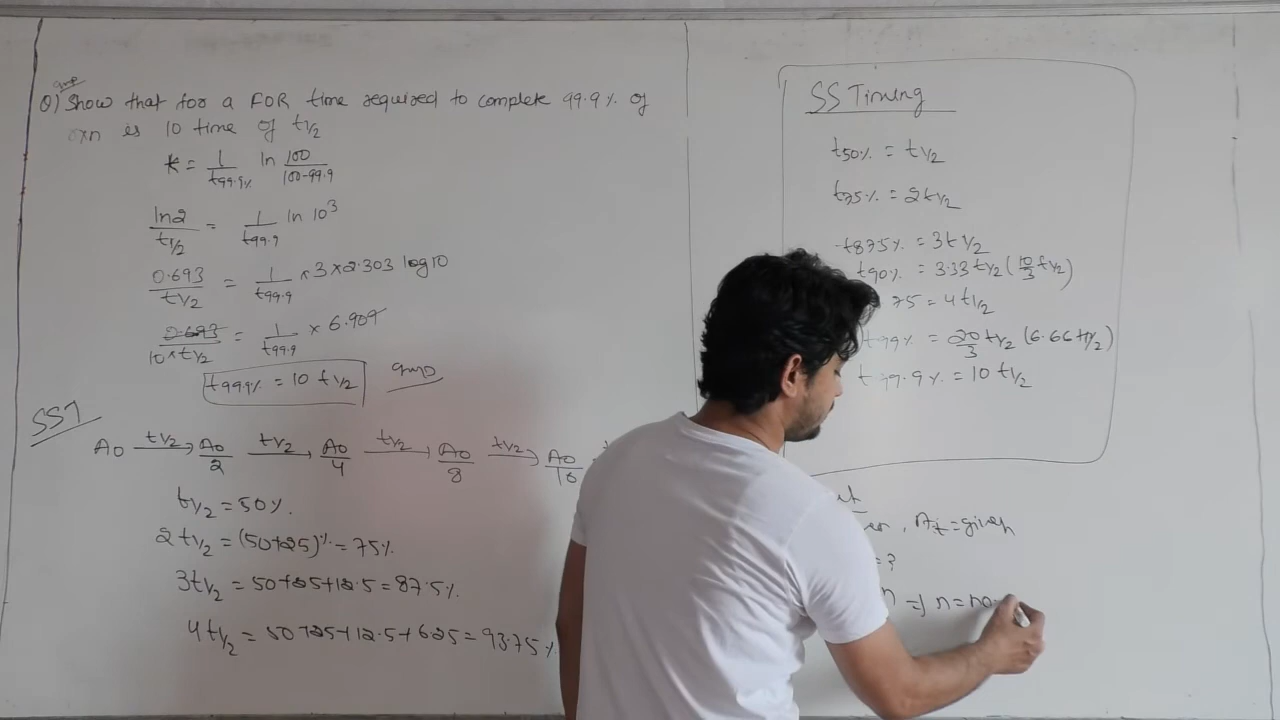 Q) Show that for a FOR time required to complete 99.9% of
rxn is 10 time of t1/2
K = 1/t99.9% ln 100/100-99.9
ln2/t1/2 = 1/t99.9 ln 10^3
0.693/t1/2 = 1/t99.9 × 3 × 2.303 log10
0.693/10×t1/2 = 1/t99.9 × 6.909
t99.9% = 10 t1/2
SST
A0 t1/2→ A0/2 t1/2→ A0/4 t1/2→ A0/8 t1/2→ A0/16
t1/2 = 50%.
2t1/2 = (50+25)% = 75%.
3t1/2 = 50+25+12.5 = 87.5%.
4t1/2 = 50+25+12.5+6.25 = 93.75%
SS Timing
t50% = t1/2
t75% = 2t1/2
t87.5% = 3t1/2
t90% = 3.33 t1/2 (10/3 t1/2)
75 = 4t1/2
t99% = 20/3 t1/2 (6.66 t1/2)
t99.9% = 10 t1/2
, At = given
= ?
n => n = no